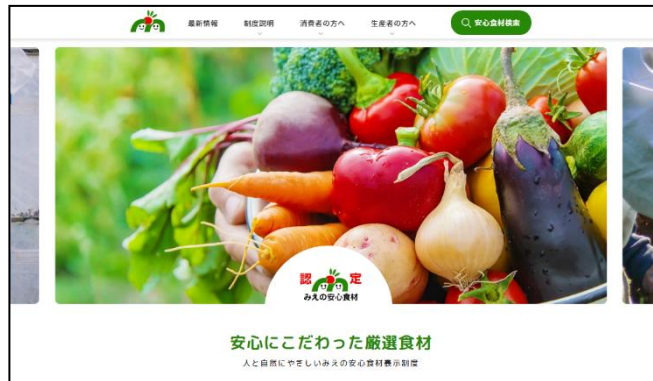 最新情報 制度説明 消費者の方へ 生産者の方へ 安心食材検索
認 定
みえの安心食材
安心にこだわった厳選食材
人と自然にやさしいみえの安心食材表示制度